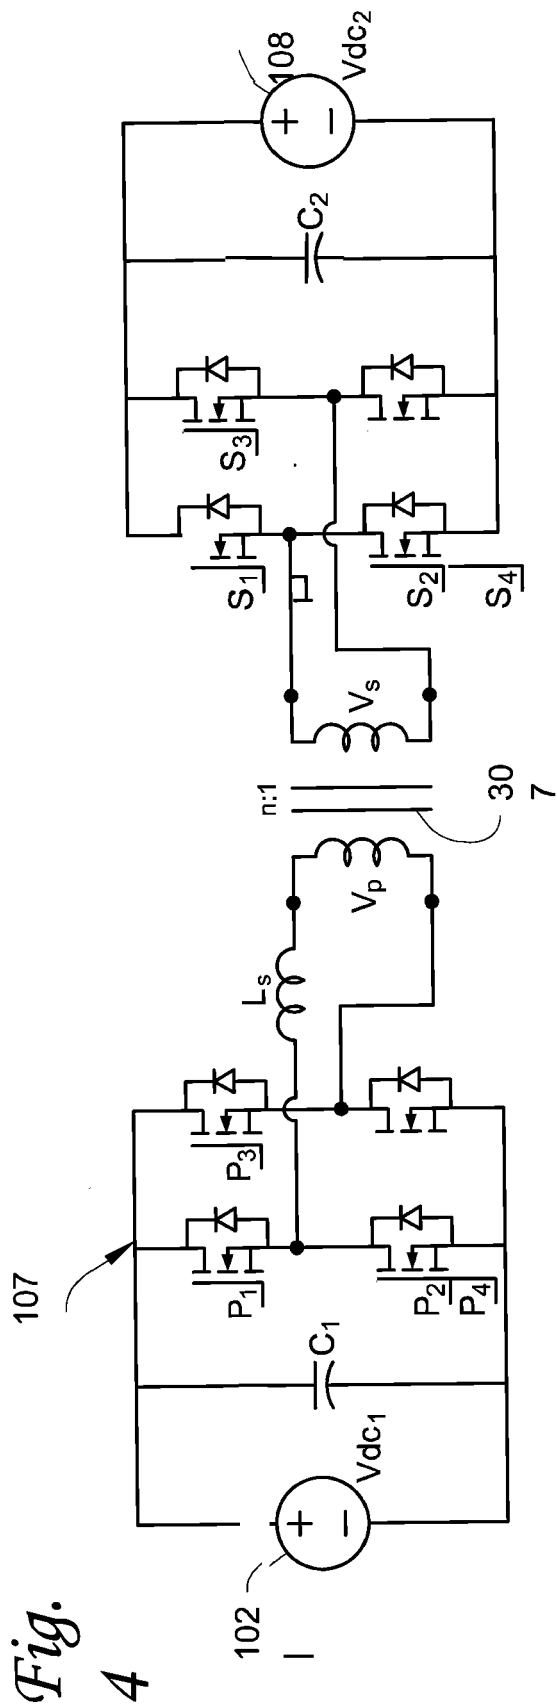 Fig.
4
107
102
Vdc1
+
−
C1
P1
P3
P2
P4
Ls
Vp
n:1
30
7
Vs
S1
S3
S2
S4
C2
+
−
108
Vdc2